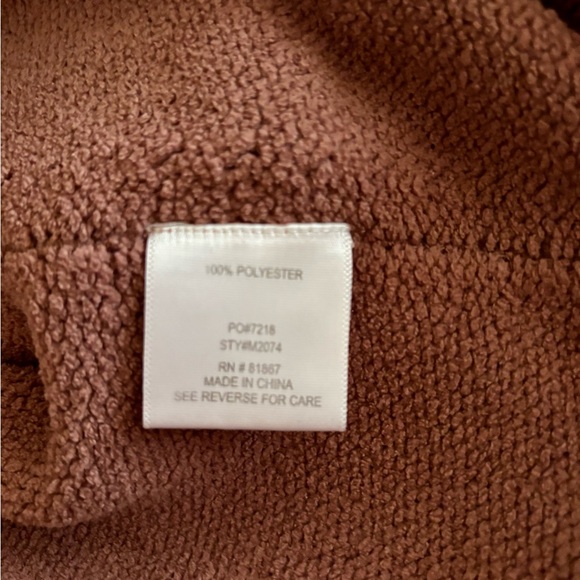 100% POLYESTER
PO#7218
STY#M2074
RN # 81867
MADE IN CHINA
SEE REVERSE FOR CARE